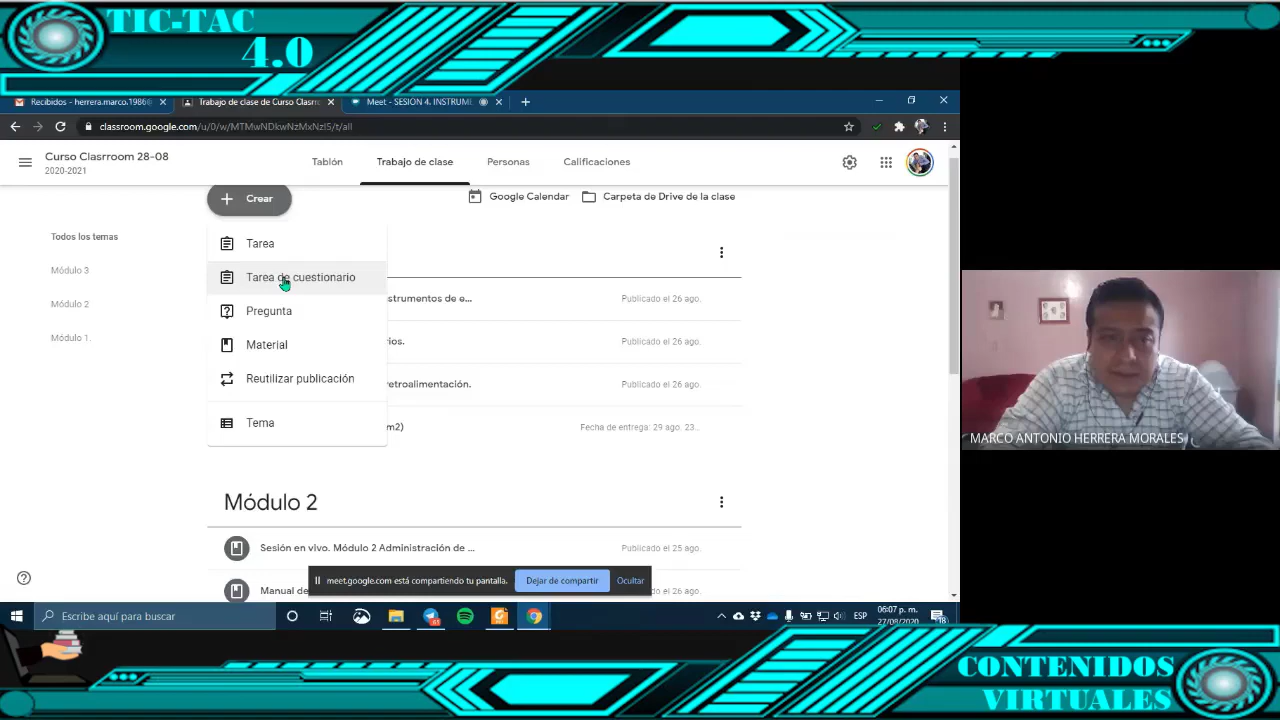 TIC-TAC
4.0
Recibidos - herrera.marco.1986@
Trabajo de clase de Curso Clasrr
Meet - SESIÓN 4. INSTRUM
classroom.google.com/u/0/w/MTMwNDkwNzMxNzI5/t/all
Curso Clasrroom 28-08
2020-2021
Tablón
Trabajo de clase
Personas
Calificaciones
Crear
Google Calendar
Carpeta de Drive de la clase
Todos los temas
Módulo 3
Módulo 2
Módulo 1.
Tarea
Tarea de cuestionario
Pregunta
Material
Reutilizar publicación
Tema
strumentos de e...
Publicado el 26 ago.
ios.
Publicado el 26 ago.
etroalimentación.
Publicado el 26 ago.
m2)
Fecha de entrega: 29 ago. 23...
Módulo 2
Sesión en vivo. Módulo 2 Administración de ...
Publicado el 25 ago.
Manual de
26 ago.
meet.google.com está compartiendo tu pantalla.
Dejar de compartir
Ocultar
MARCO ANTONIO HERRERA MORALES
Escribe aquí para buscar
ESP
06:07 p. m.
27/08/2020
CONTENIDOS
VIRTUALES